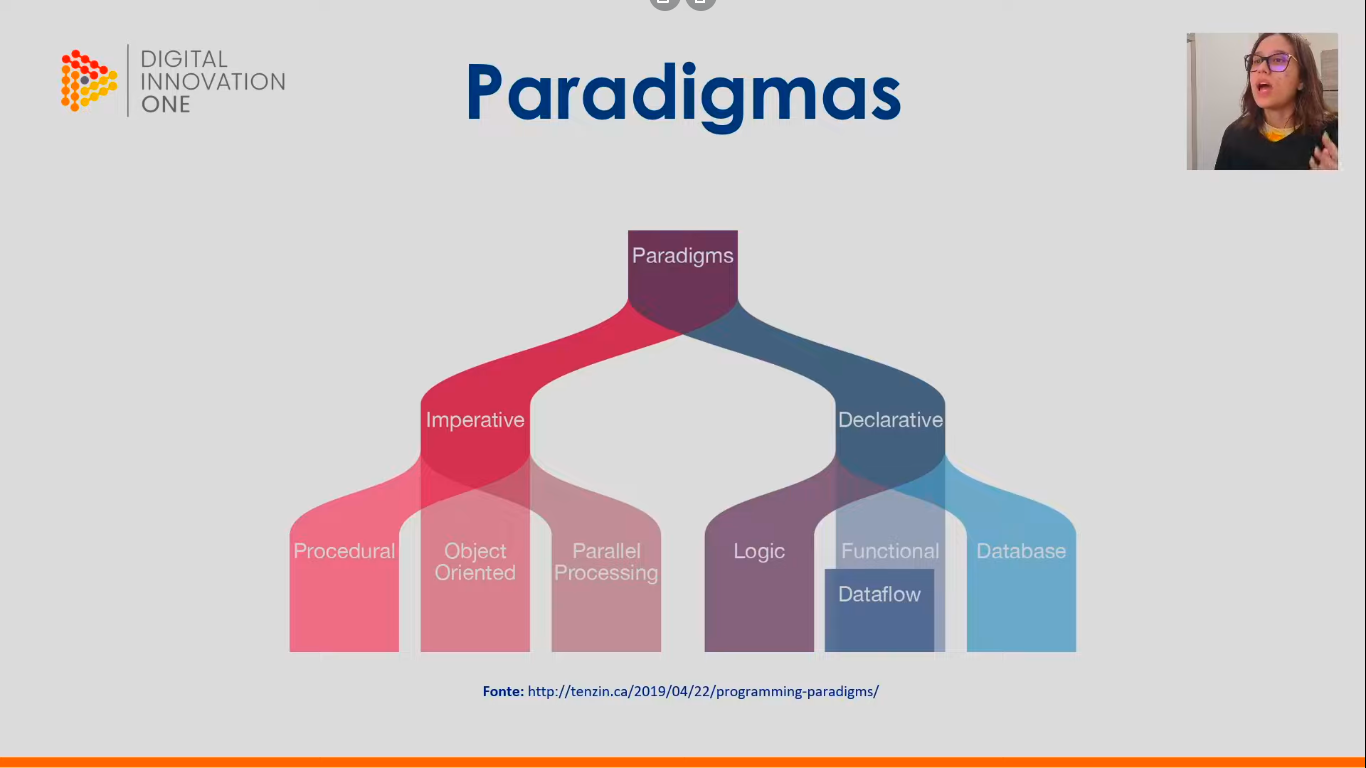 DIGITAL
INNOVATION
ONE
Paradigmas
Paradigms
Imperative
Declarative
Procedural
Object
Oriented
Parallel
Processing
Logic
Functional
Dataflow
Database
Fonte: http://tenzin.ca/2019/04/22/programming-paradigms/